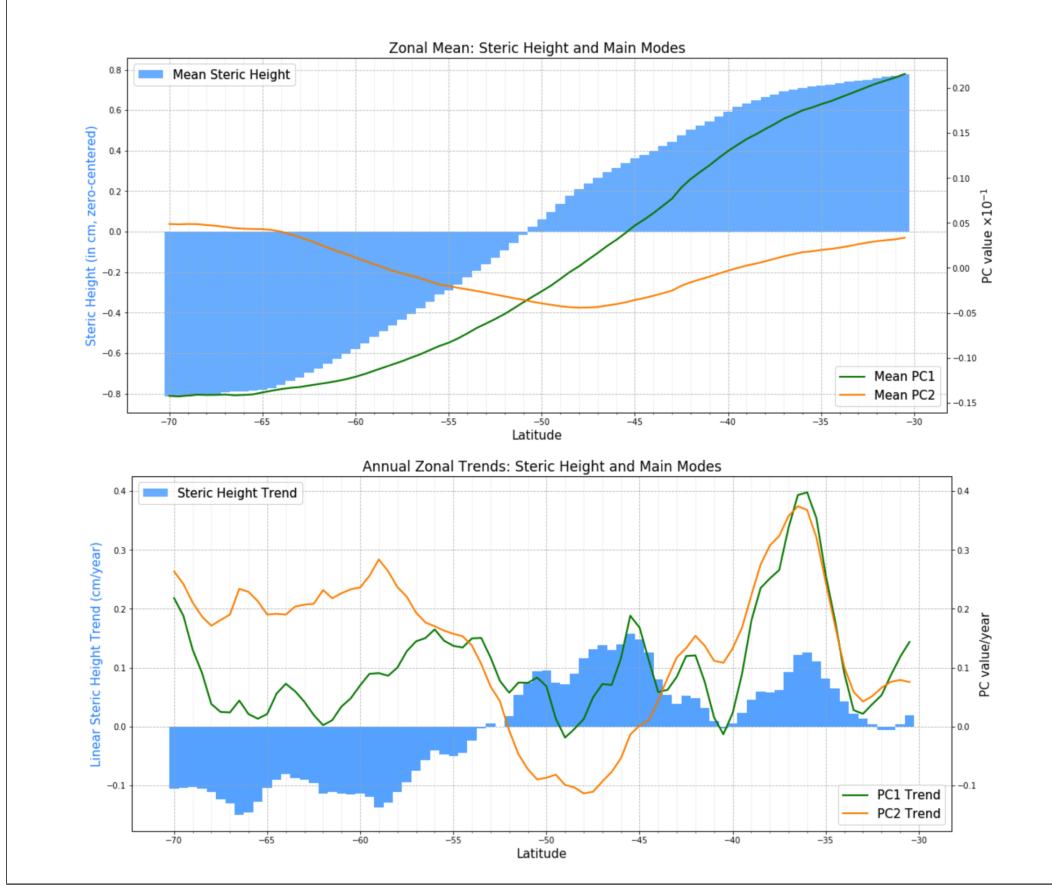 Zonal Mean: Steric Height and Main Modes
Mean Steric Height
Steric Height (in cm, zero-centered)
0.8
0.6
0.4
0.2
0.0
−0.2
−0.4
−0.6
−0.8
0.20
0.15
0.10
0.05
0.00
−0.05
−0.10
−0.15
PC value ×10⁻¹
Mean PC1
Mean PC2
−70 −65 −60 −55 −50 −45 −40 −35 −30
Latitude
Annual Zonal Trends: Steric Height and Main Modes
Steric Height Trend
Linear Steric Height Trend (cm/year)
0.4
0.3
0.2
0.1
0.0
−0.1
0.4
0.3
0.2
0.1
0.0
−0.1
PC value/year
PC1 Trend
PC2 Trend
−70 −65 −60 −55 −50 −45 −40 −35 −30
Latitude